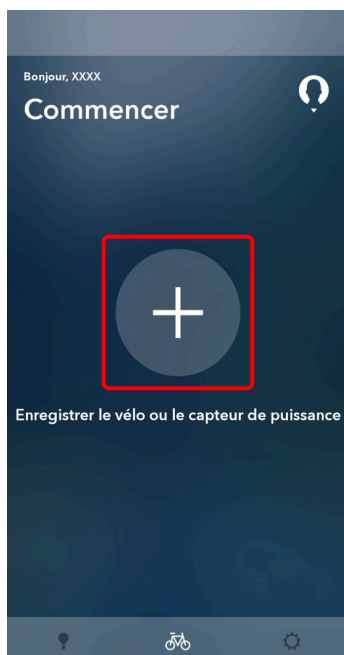 Bonjour, XXXX
Commencer
Enregistrer le vélo ou le capteur de puissance